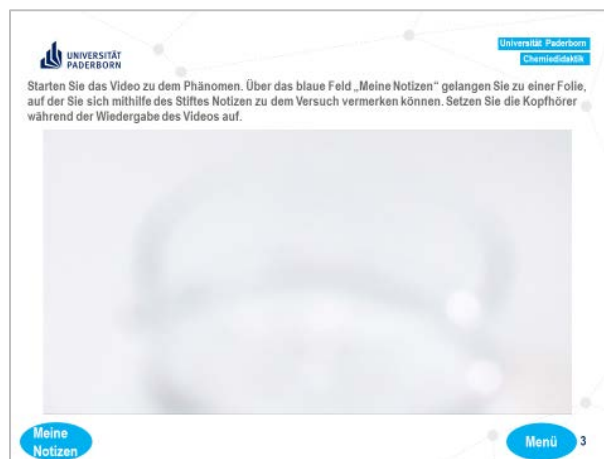 UNIVERSITÄT
PADERBORN
Universität Paderborn
Chemiedidaktik
Starten Sie das Video zu dem Phänomen. Über das blaue Feld „Meine Notizen“ gelangen Sie zu einer Folie,
auf der Sie sich mithilfe des Stiftes Notizen zu dem Versuch vermerken können. Setzen Sie die Kopfhörer
während der Wiedergabe des Videos auf.
Meine
Notizen
Menü
3